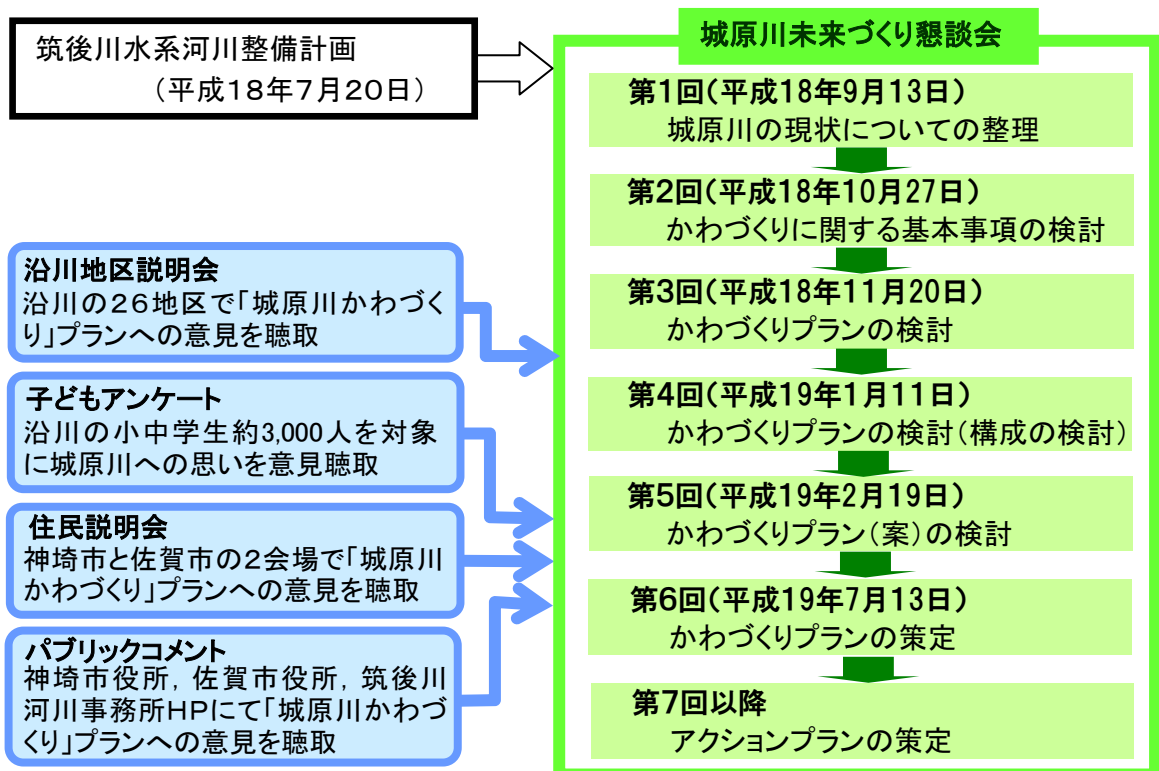 筑後川水系河川整備計画
(平成18年7月20日)
城原川未来づくり懇談会
第1回(平成18年9月13日)
城原川の現状についての整理
第2回(平成18年10月27日)
かわづくりに関する基本事項の検討
第3回(平成18年11月20日)
かわづくりプランの検討
第4回(平成19年1月11日)
かわづくりプランの検討(構成の検討)
第5回(平成19年2月19日)
かわづくりプラン(案)の検討
第6回(平成19年7月13日)
かわづくりプランの策定
第7回以降
アクションプランの策定
沿川地区説明会
沿川の26地区で「城原川かわづく
り」プランへの意見を聴取
子どもアンケート
沿川の小中学生約3,000人を対象
に城原川への思いを意見聴取
住民説明会
神埼市と佐賀市の2会場で「城原川
かわづくり」プランへの意見を聴取
パブリックコメント
神埼市役所，佐賀市役所，筑後川
河川事務所HPにて「城原川かわづ
くり」プランへの意見を聴取